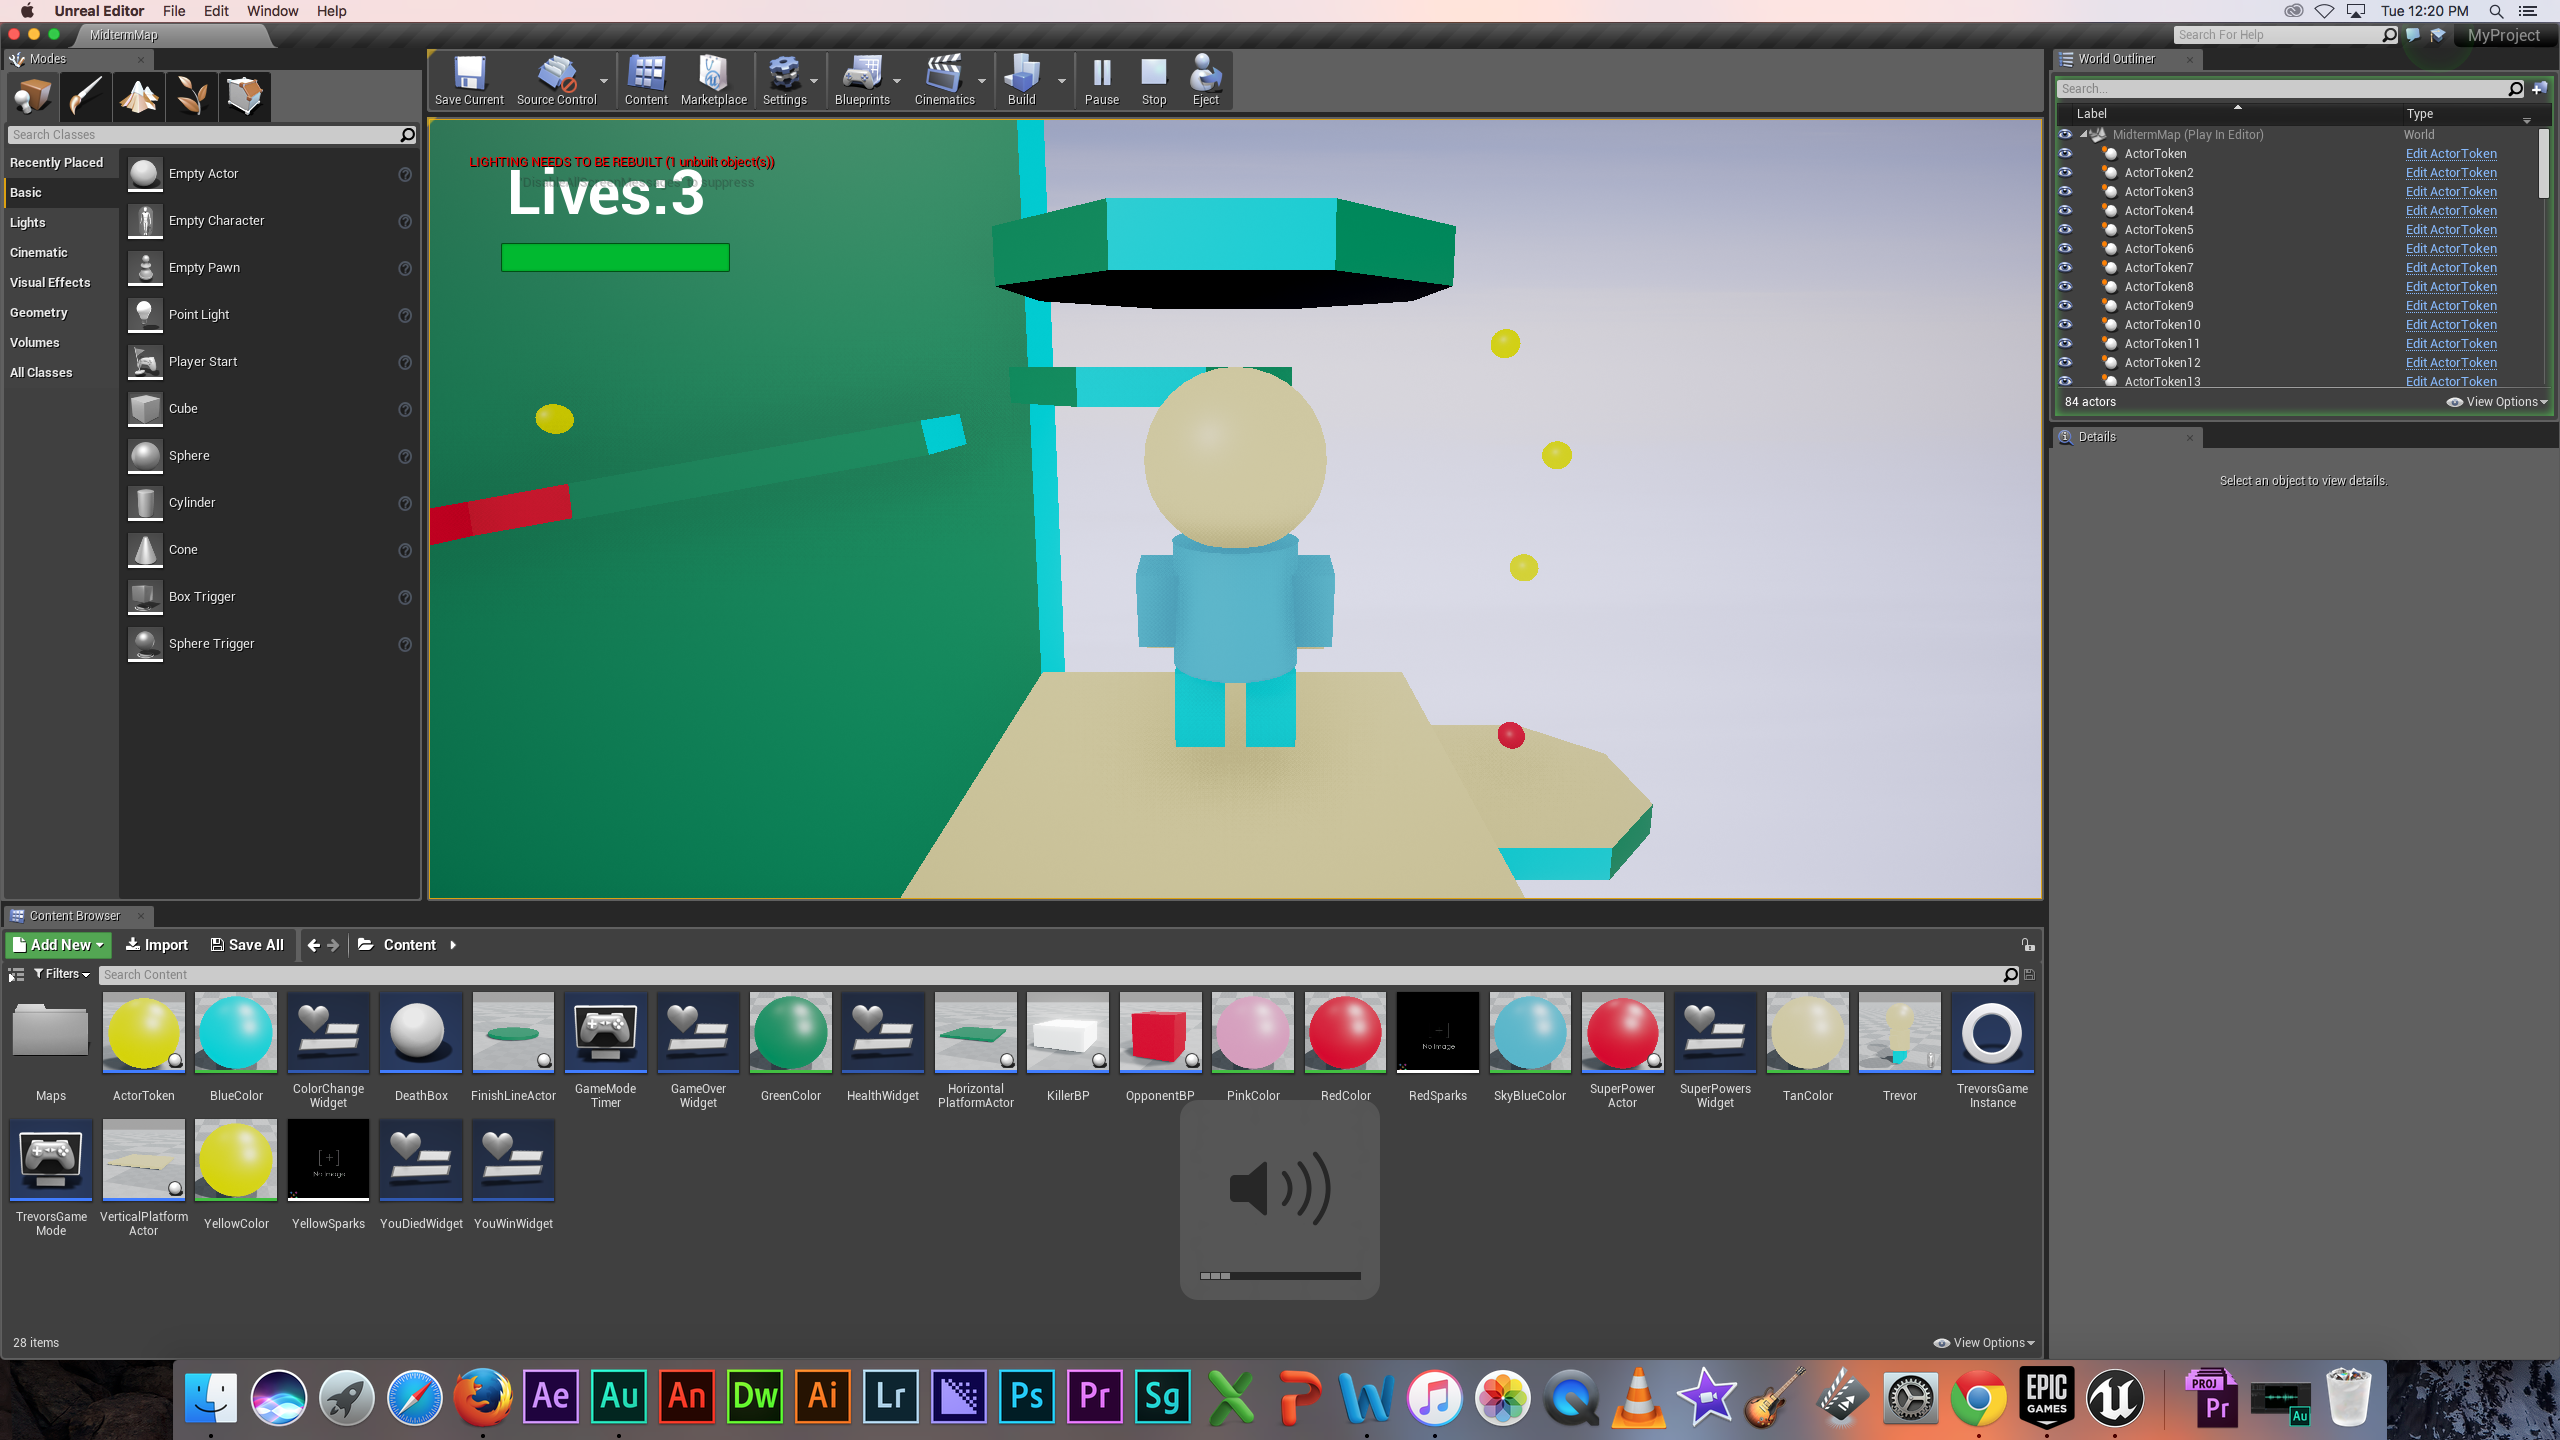 Unreal Editor File Edit Window Help
Tue 12:20 PM
MidtermMap
Search For Help
MyProject
Modes
Save Current
Source Control
Content
Marketplace
Settings
Blueprints
Cinematics
Build
Pause
Stop
Eject
Search Classes
Recently Placed
Basic
Lights
Cinematic
Visual Effects
Geometry
Volumes
All Classes
Empty Actor
Empty Character
Empty Pawn
Point Light
Player Start
Cube
Sphere
Cylinder
Cone
Box Trigger
Sphere Trigger
LIGHTING NEEDS TO BE REBUILT (1 unbuilt object(s))
'DisableAllScreenMessages' to suppress
Lives:3
World Outliner
Search...
Label Type
MidtermMap (Play In Editor) World
ActorToken Edit ActorToken
ActorToken2 Edit ActorToken
ActorToken3 Edit ActorToken
ActorToken4 Edit ActorToken
ActorToken5 Edit ActorToken
ActorToken6 Edit ActorToken
ActorToken7 Edit ActorToken
ActorToken8 Edit ActorToken
ActorToken9 Edit ActorToken
ActorToken10 Edit ActorToken
ActorToken11 Edit ActorToken
ActorToken12 Edit ActorToken
ActorToken13 Edit ActorToken
84 actors
View Options
Details
Select an object to view details.
Content Browser
Add New Import Save All Content
Filters
Search Content
Maps
ActorToken
BlueColor
ColorChange
Widget
DeathBox
FinishLineActor
GameMode
Timer
GameOver
Widget
GreenColor
HealthWidget
Horizontal
PlatformActor
KillerBP
OpponentBP
PinkColor
RedColor
No Image
RedSparks
SkyBlueColor
SuperPower
Actor
SuperPowers
Widget
TanColor
Trevor
TrevorsGame
Instance
TrevorsGame
Mode
VerticalPlatform
Actor
YellowColor
[+]
No Image
YellowSparks
YouDiedWidget
YouWinWidget
28 items
View Options
Ae
Au
An
Dw
Ai
Lr
Ps
Pr
Sg
EPIC
GAMES
PROJ
Pr
Au